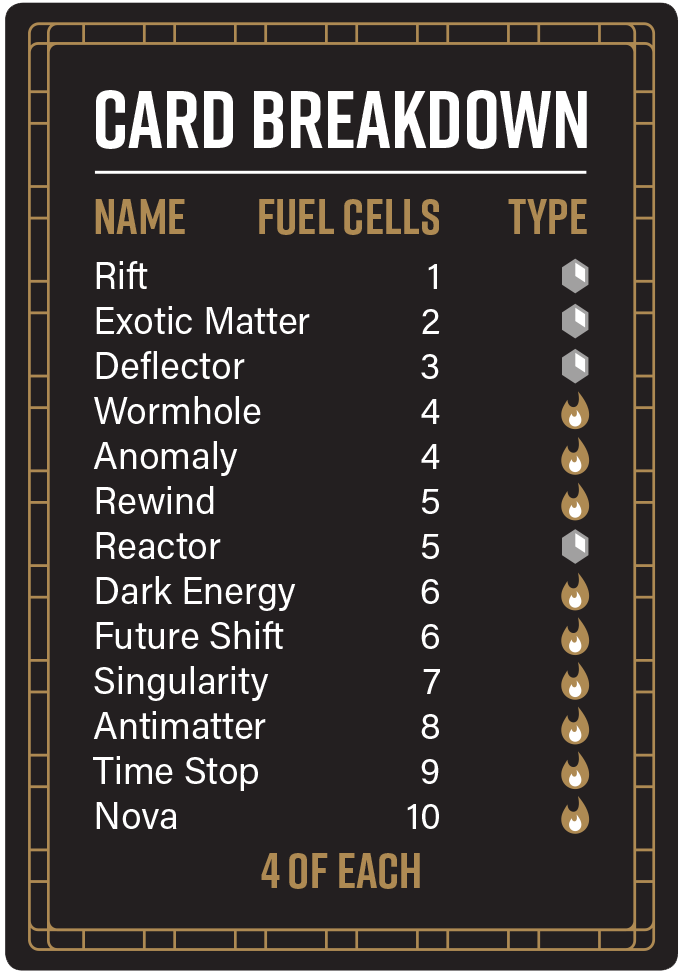 CARD BREAKDOWN
NAME FUEL CELLS TYPE
Rift 1
Exotic Matter 2
Deflector 3
Wormhole 4
Anomaly 4
Rewind 5
Reactor 5
Dark Energy 6
Future Shift 6
Singularity 7
Antimatter 8
Time Stop 9
Nova 10
4 OF EACH